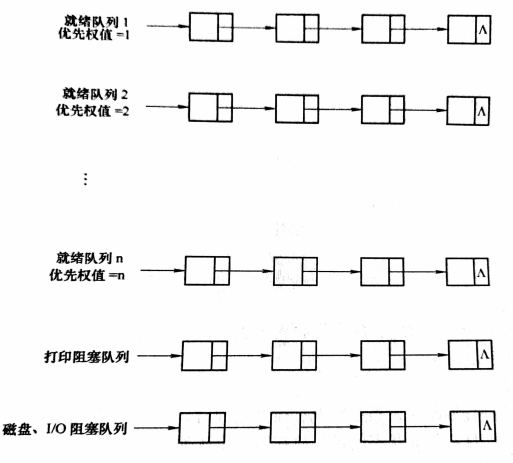 就绪队列 1
优先权值 =1
Λ
就绪队列 2
优先权值 =2
Λ
⋮
就绪队列 n
优先权值 =n
Λ
打印阻塞队列
Λ
磁盘、I/O 阻塞队列
Λ